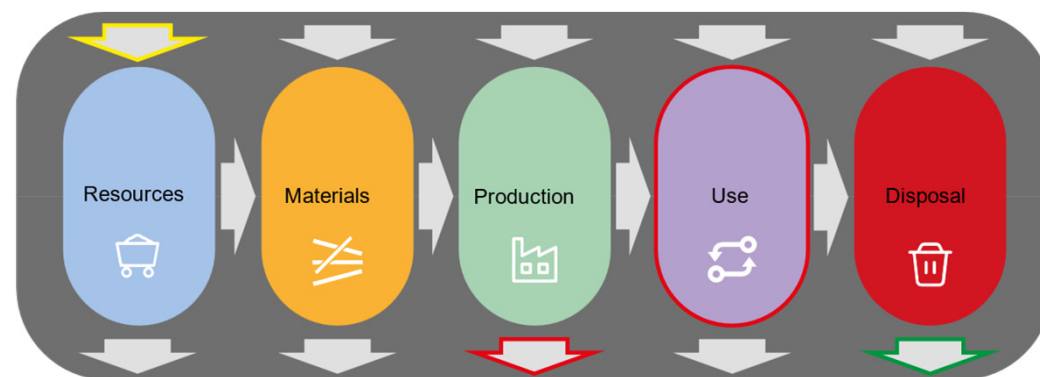 Resources
Materials
Production
Use
Disposal